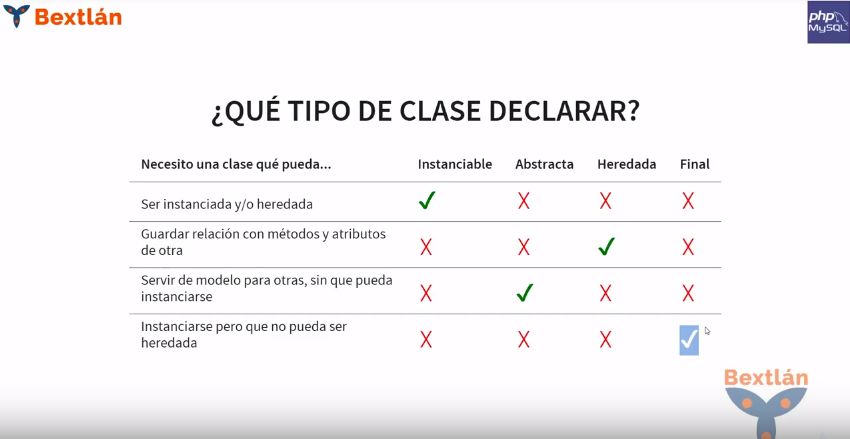 Bextlán
php
MySQL
¿QUÉ TIPO DE CLASE DECLARAR?
Necesito una clase qué pueda... Instanciable Abstracta Heredada Final
Ser instanciada y/o heredada ✓ X X X
Guardar relación con métodos y atributos
de otra X X ✓ X
Servir de modelo para otras, sin que pueda
instanciarse X ✓ X X
Instanciarse pero que no pueda ser
heredada X X X ✓
Bextlán